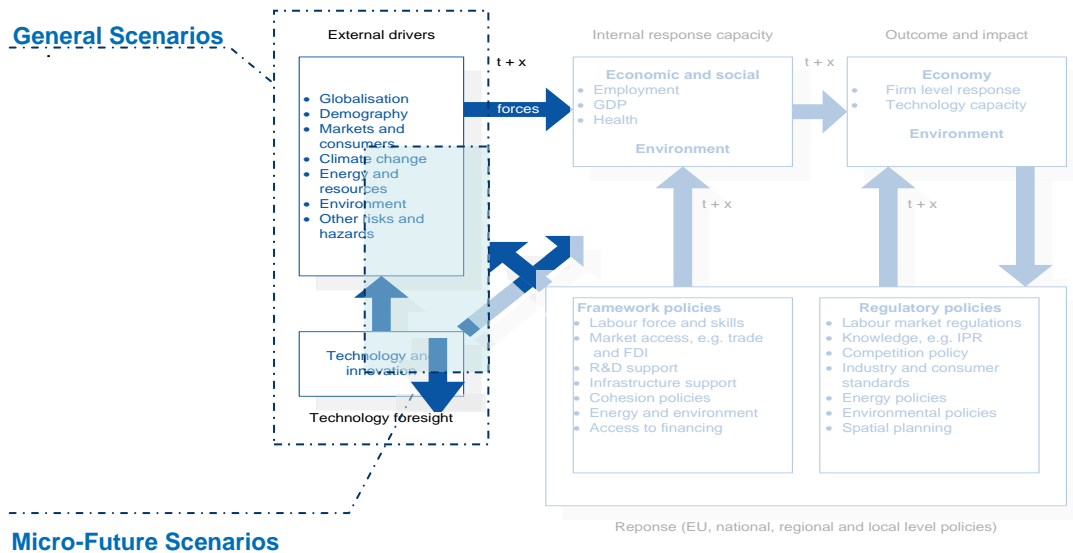 General Scenarios
External drivers
Internal response capacity
Outcome and impact
t + x
t + x
• Globalisation
• Demography
• Markets and
consumers
• Climate change
• Energy and
resources
• Environment
• Other risks and
hazards
forces
Economic and social
• Employment
• GDP
• Health
Environment
Economy
• Firm level response
• Technology capacity
Environment
t + x
t + x
Technology and
innovation
Technology foresight
Framework policies
• Labour force and skills
• Market access, e.g. trade
and FDI
• R&D support
• Infrastructure support
• Cohesion policies
• Energy and environment
• Access to financing
Regulatory policies
• Labour market regulations
• Knowledge, e.g. IPR
• Competition policy
• Industry and consumer
standards
• Energy policies
• Environmental policies
• Spatial planning
Reponse (EU, national, regional and local level policies)
Micro-Future Scenarios